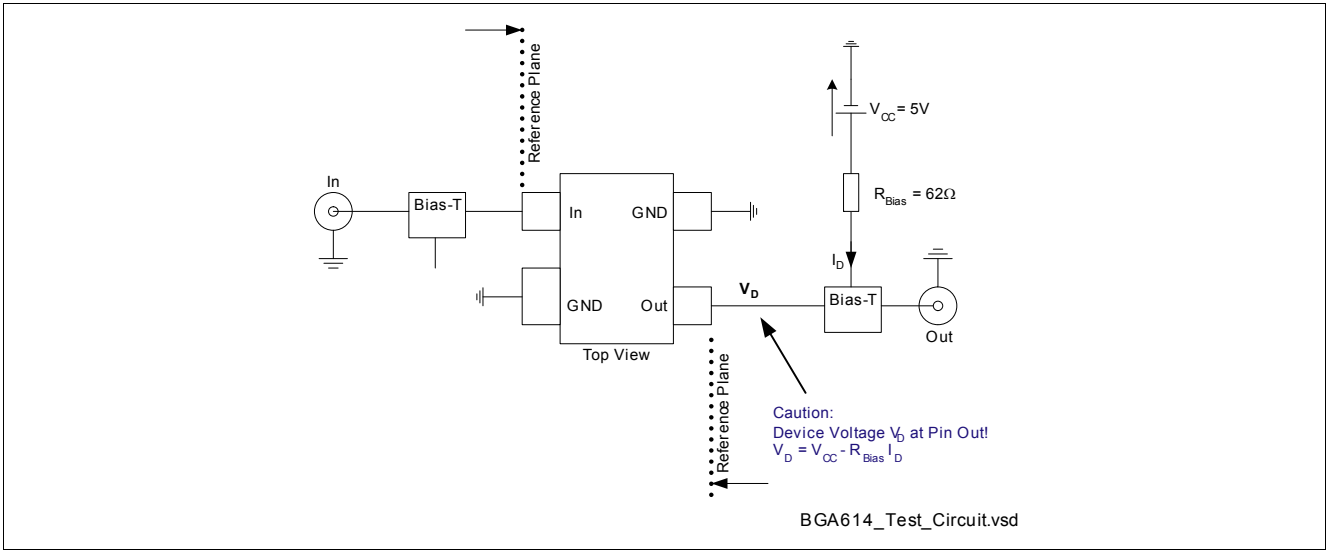 Reference Plane
V_CC = 5V
In
Bias-T
In
GND
R_Bias = 62Ω
I_D
GND
Out
V_D
Bias-T
Out
Top View
Reference Plane
Caution:
Device Voltage V_D at Pin Out!
V_D = V_CC - R_Bias I_D
BGA614_Test_Circuit.vsd